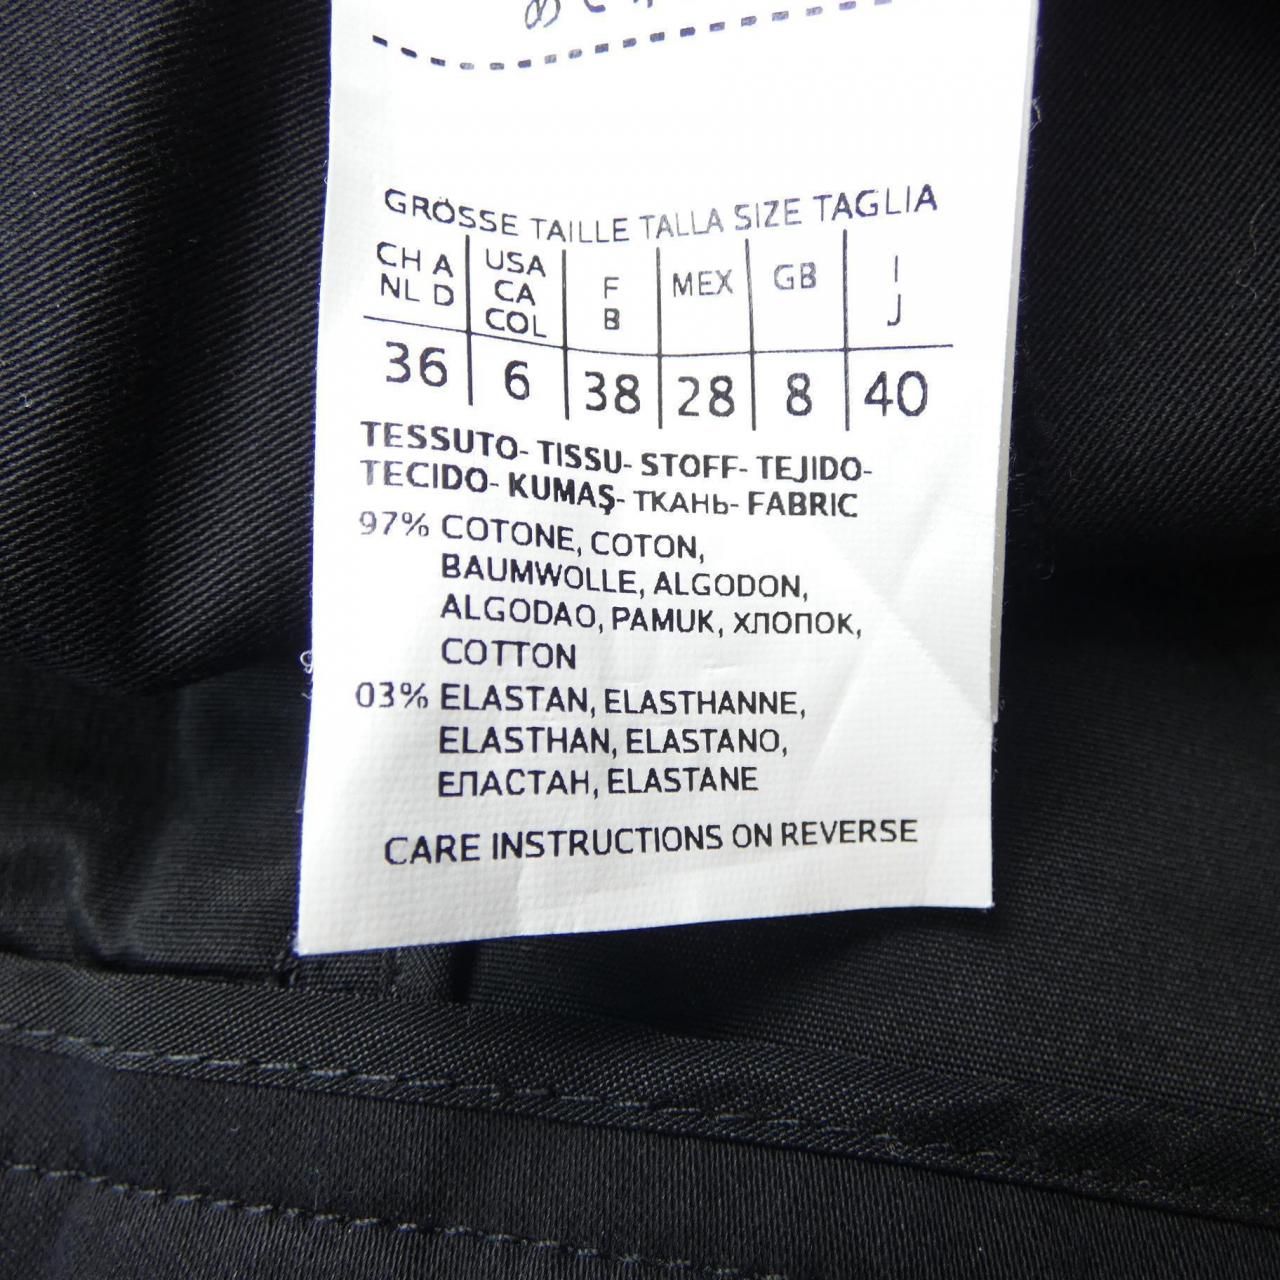 GRÖSSE TAILLE TALLA SIZE TAGLIA
CH A USA F MEX GB I
NL D CA B J
COL
36 6 38 28 8 40
TESSUTO- TISSU- STOFF- TEJIDO-
TECIDO- KUMAŞ- ТКАНЬ- FABRIC
97% COTONE, COTON,
BAUMWOLLE, ALGODON,
ALGODAO, PAMUK, ХЛОПОК,
COTTON
03% ELASTAN, ELASTHANNE,
ELASTHAN, ELASTANO,
ЕПАСТАН, ELASTANE
CARE INSTRUCTIONS ON REVERSE